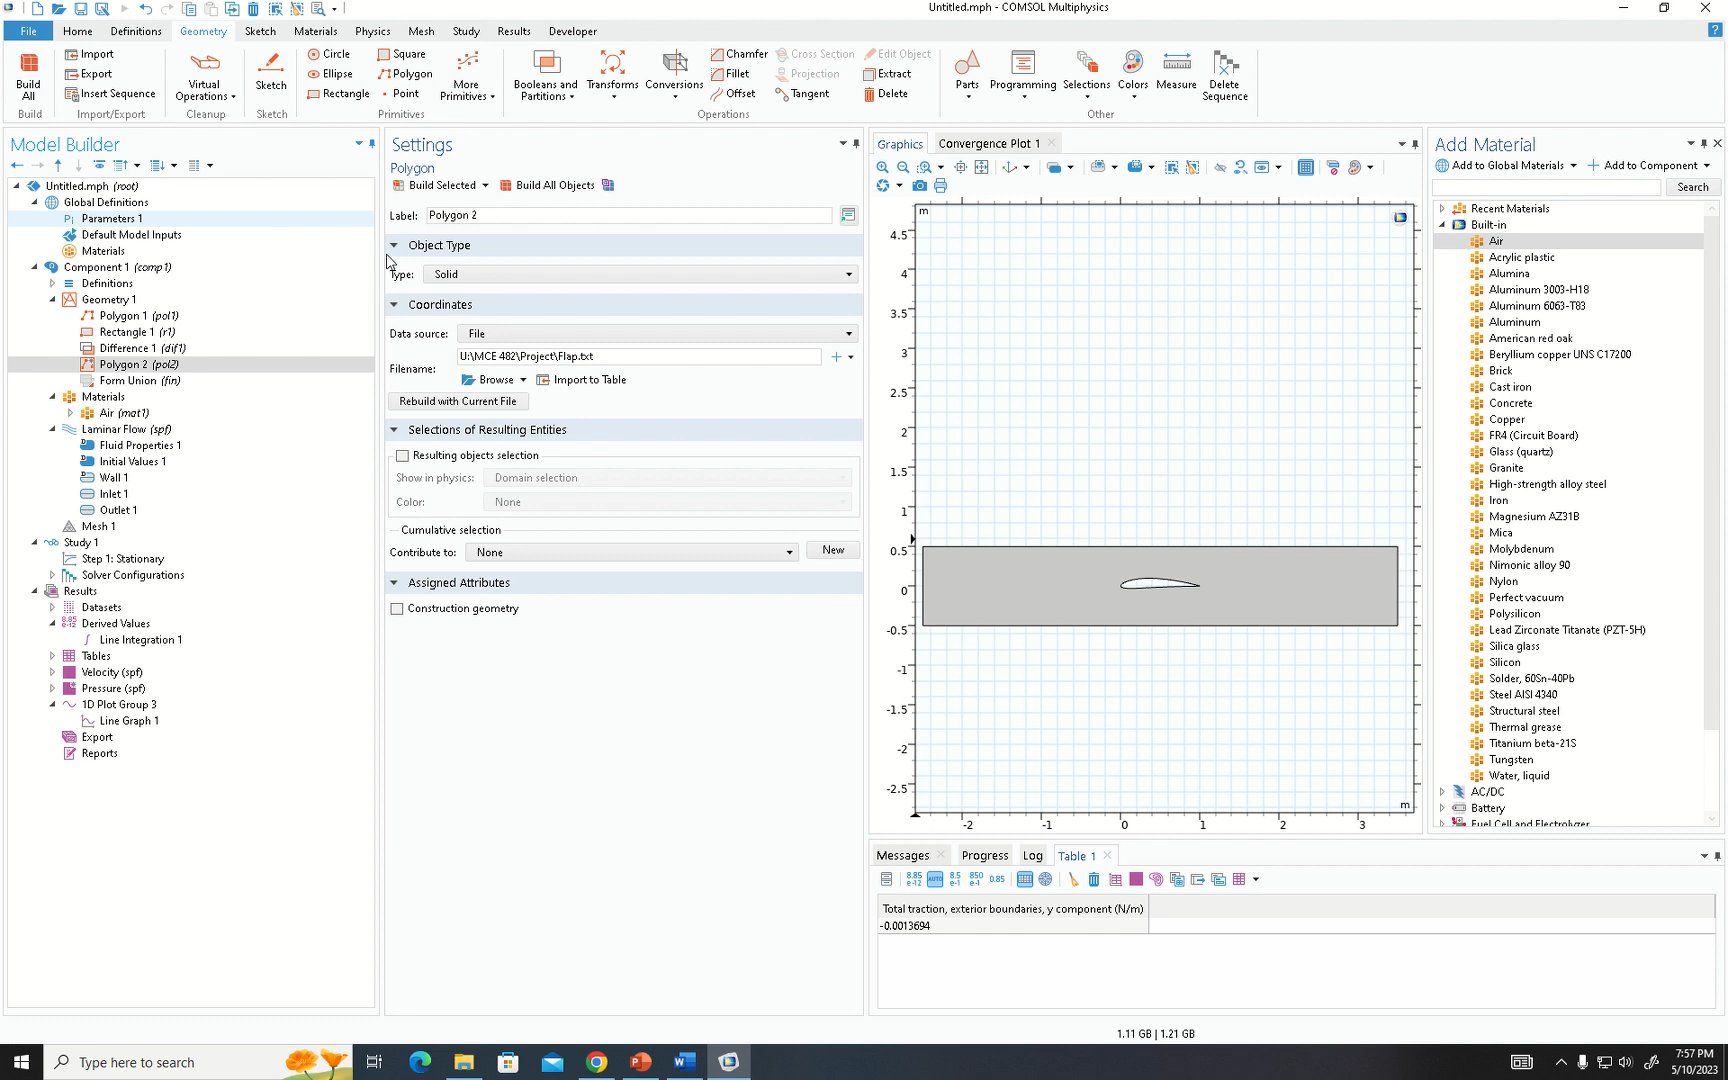 Untitled.mph - COMSOL Multiphysics
File Home Definitions Geometry Sketch Materials Physics Mesh Study Results Developer
Build All
Build
Import
Export
Insert Sequence
Import/Export
Virtual Operations
Cleanup
Sketch
Sketch
Circle
Ellipse
Rectangle
Square
Polygon
Point
More Primitives
Primitives
Booleans and Partitions
Transforms
Conversions
Chamfer
Fillet
Offset
Cross Section
Projection
Tangent
Edit Object
Extract
Delete
Operations
Parts
Programming
Selections
Colors
Measure
Delete Sequence
Other
Model Builder
Untitled.mph (root)
Global Definitions
Parameters 1
Default Model Inputs
Materials
Component 1 (comp1)
Definitions
Geometry 1
Polygon 1 (pol1)
Rectangle 1 (r1)
Difference 1 (dif1)
Polygon 2 (pol2)
Form Union (fin)
Materials
Air (mat1)
Laminar Flow (spf)
Fluid Properties 1
Initial Values 1
Wall 1
Inlet 1
Outlet 1
Mesh 1
Study 1
Step 1: Stationary
Solver Configurations
Results
Datasets
Derived Values
Line Integration 1
Tables
Velocity (spf)
Pressure (spf)
1D Plot Group 3
Line Graph 1
Export
Reports
Settings
Polygon
Build Selected
Build All Objects
Label: Polygon 2
Object Type
Type: Solid
Coordinates
Data source: File
Filename: U:\MCE 482\Project\Flap.txt
Browse
Import to Table
Rebuild with Current File
Selections of Resulting Entities
Resulting objects selection
Show in physics: Domain selection
Color: None
Cumulative selection
Contribute to: None
New
Assigned Attributes
Construction geometry
Graphics
Convergence Plot 1
m
4.5
4
3.5
3
2.5
2
1.5
1
0.5
0
-0.5
-1
-1.5
-2
-2.5
-2 -1 0 1 2 3
m
Messages Progress Log Table 1
8.85 e-12 AUTO 8.5 e-1 850 e-1 0.85
Total traction, exterior boundaries, y component (N/m)
-0.0013694
Add Material
Add to Global Materials
Add to Component
Search
Recent Materials
Built-in
Air
Acrylic plastic
Alumina
Aluminum 3003-H18
Aluminum 6063-T83
Aluminum
American red oak
Beryllium copper UNS C17200
Brick
Cast iron
Concrete
Copper
FR4 (Circuit Board)
Glass (quartz)
Granite
High-strength alloy steel
Iron
Magnesium AZ31B
Mica
Molybdenum
Nimonic alloy 90
Nylon
Perfect vacuum
Polysilicon
Lead Zirconate Titanate (PZT-5H)
Silica glass
Silicon
Solder, 60Sn-40Pb
Steel AISI 4340
Structural steel
Thermal grease
Titanium beta-21S
Tungsten
Water, liquid
AC/DC
Battery
Fuel Cell and Electrolyzer
1.11 GB | 1.21 GB
Type here to search
7:57 PM
5/10/2023